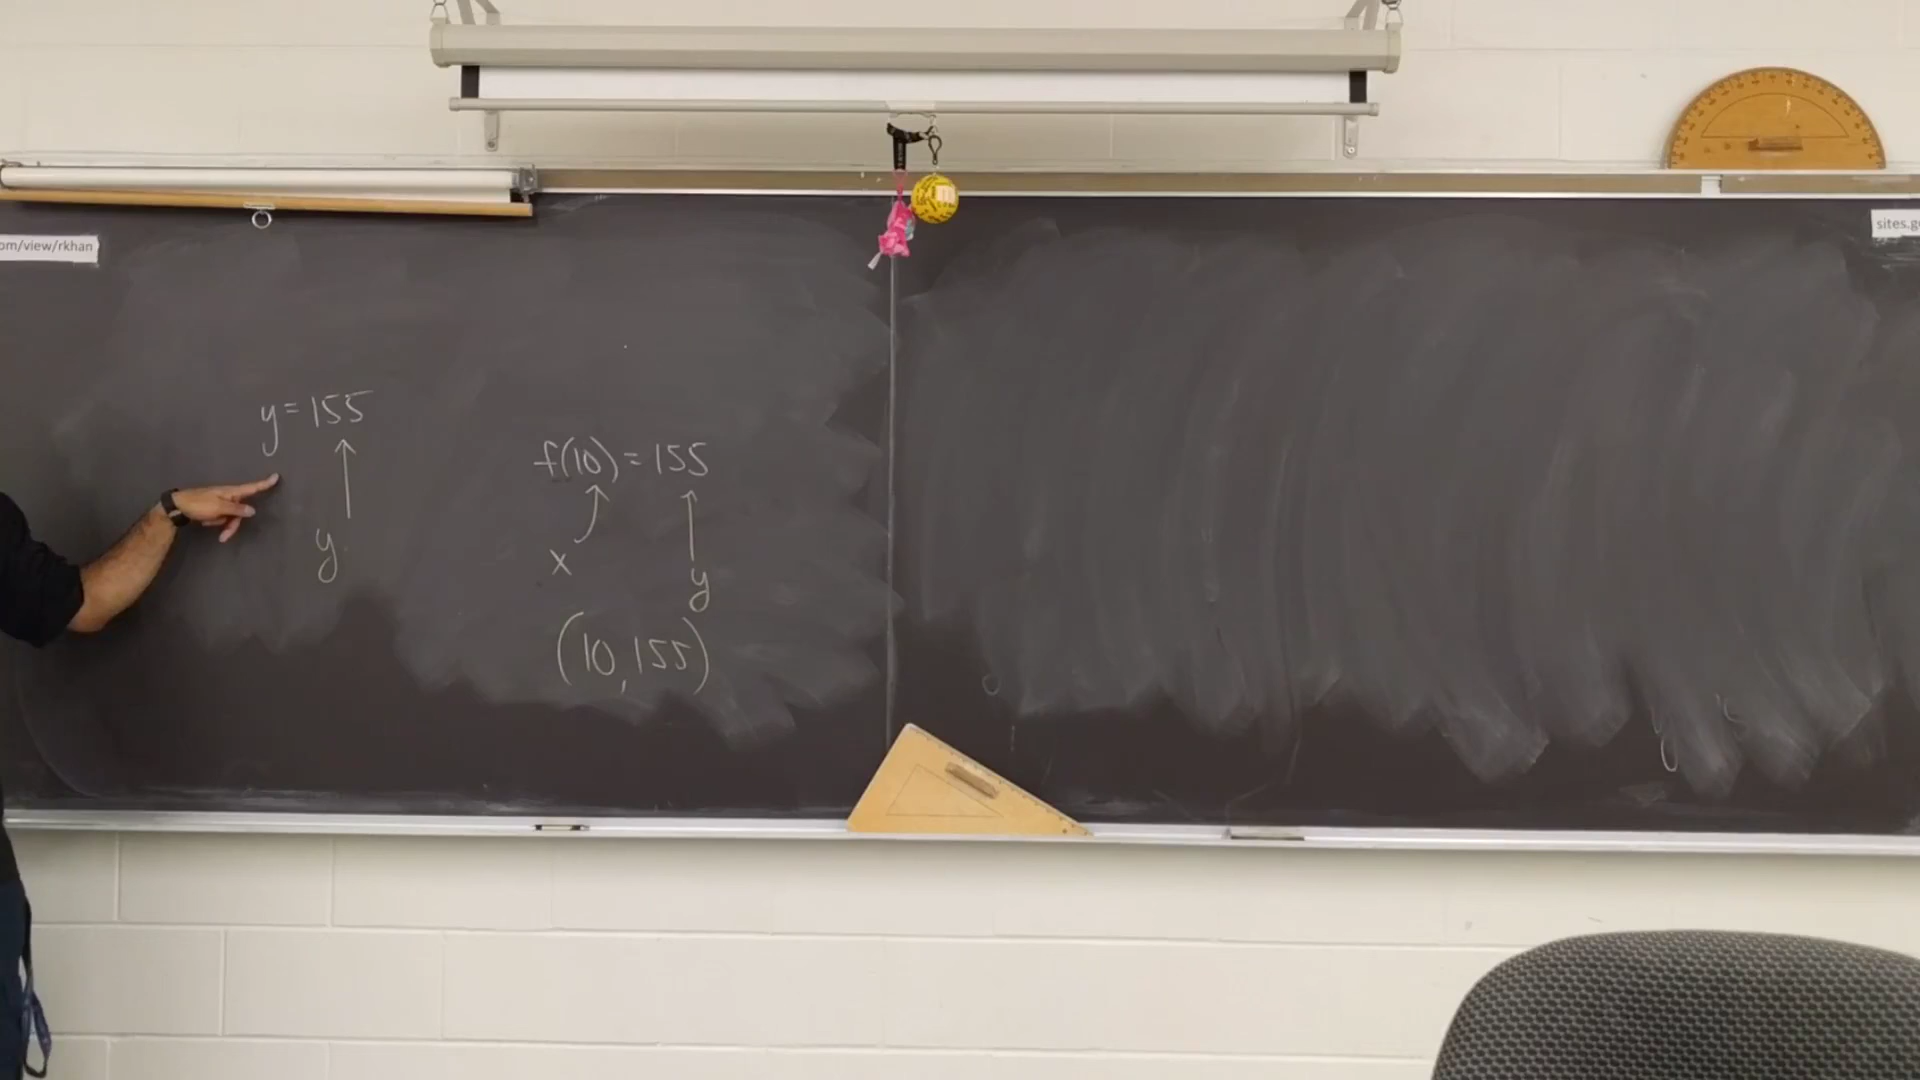 om/view/rkhan
sites.g
y = 155
y
f(10) = 155
x
y
(10, 155)